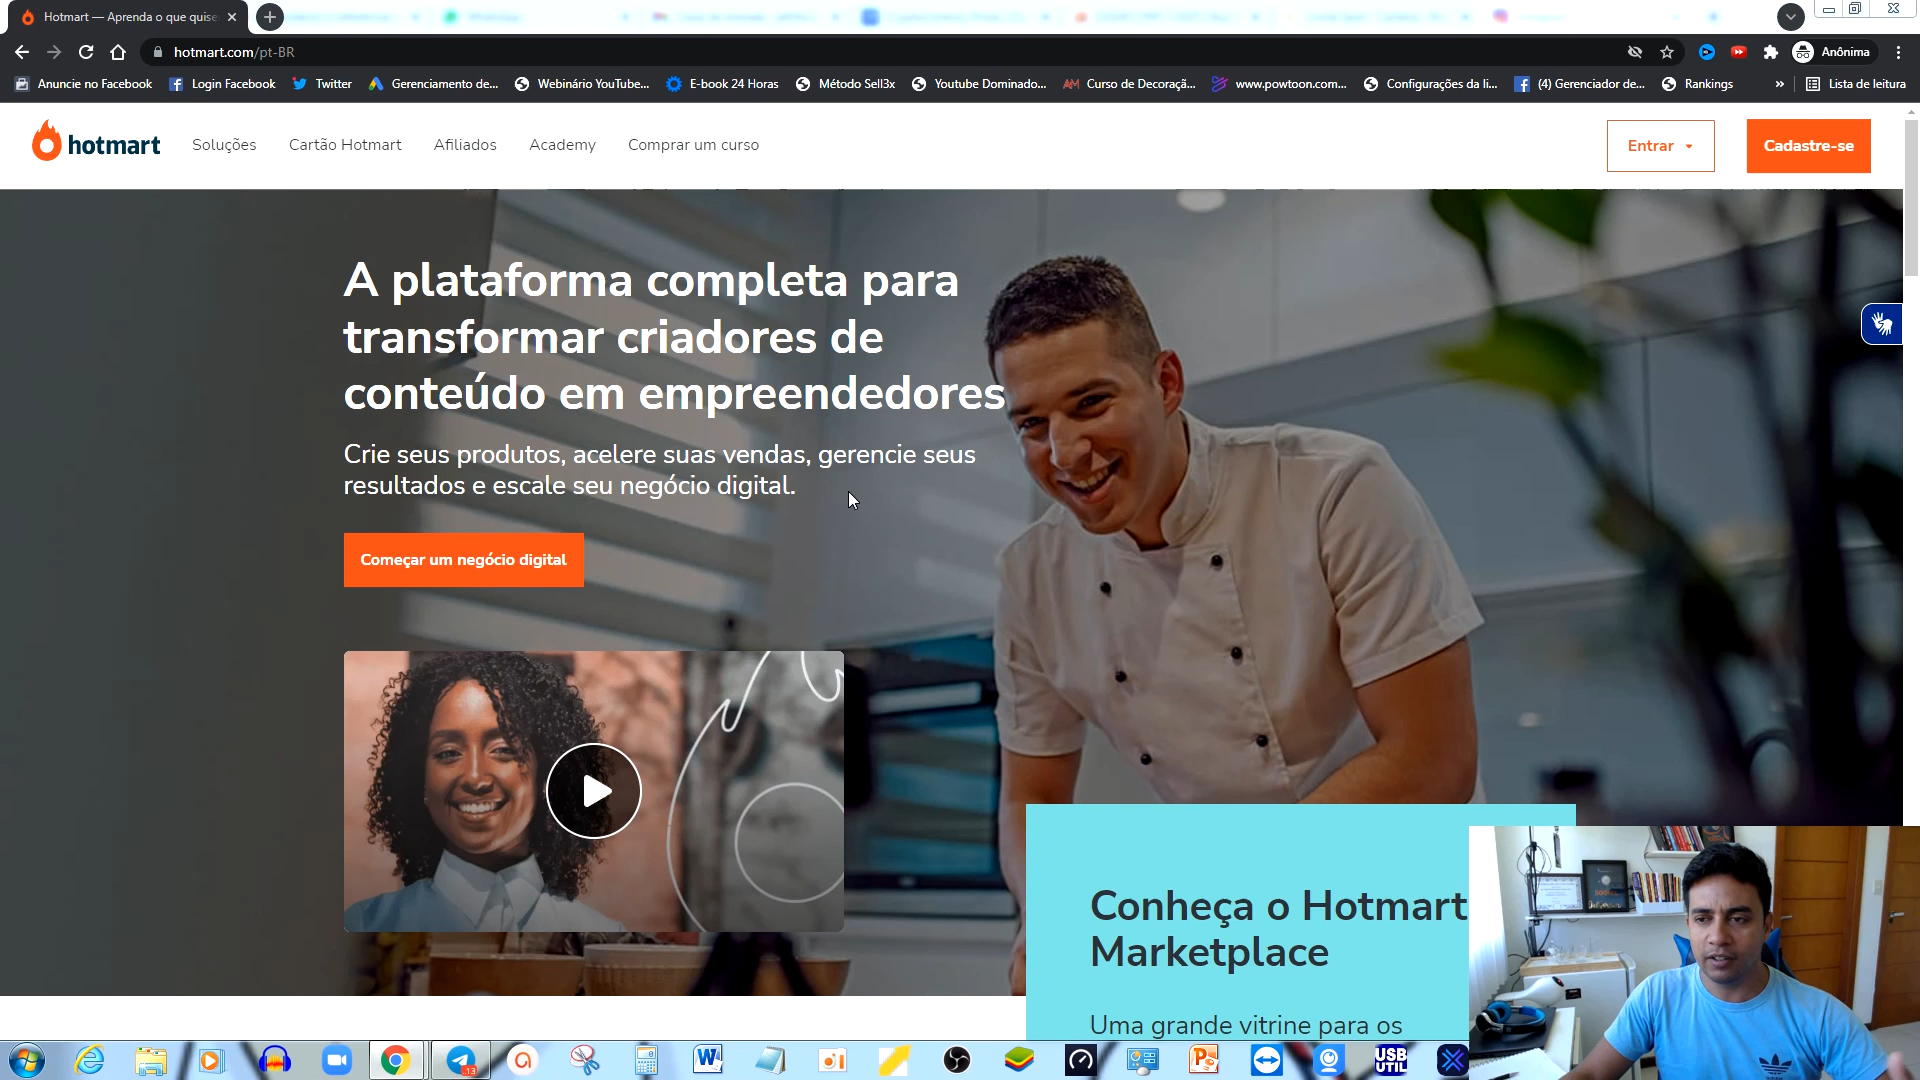 Hotmart — Aprenda o que quise
hotmart.com/pt-BR
Anônima
Anuncie no Facebook
Login Facebook
Twitter
Gerenciamento de...
Webinário YouTube...
E-book 24 Horas
Método Sell3x
Youtube Dominado...
Curso de Decoraçã...
www.powtoon.com...
Configurações da li...
(4) Gerenciador de...
Rankings
»
Lista de leitura
hotmart
Soluções
Cartão Hotmart
Afiliados
Academy
Comprar um curso
Entrar
Cadastre-se
A plataforma completa para
transformar criadores de
conteúdo em empreendedores
Crie seus produtos, acelere suas vendas, gerencie seus
resultados e escale seu negócio digital.
Começar um negócio digital
Conheça o Hotmart
Marketplace
Uma grande vitrine para os
13
USB
UTIL